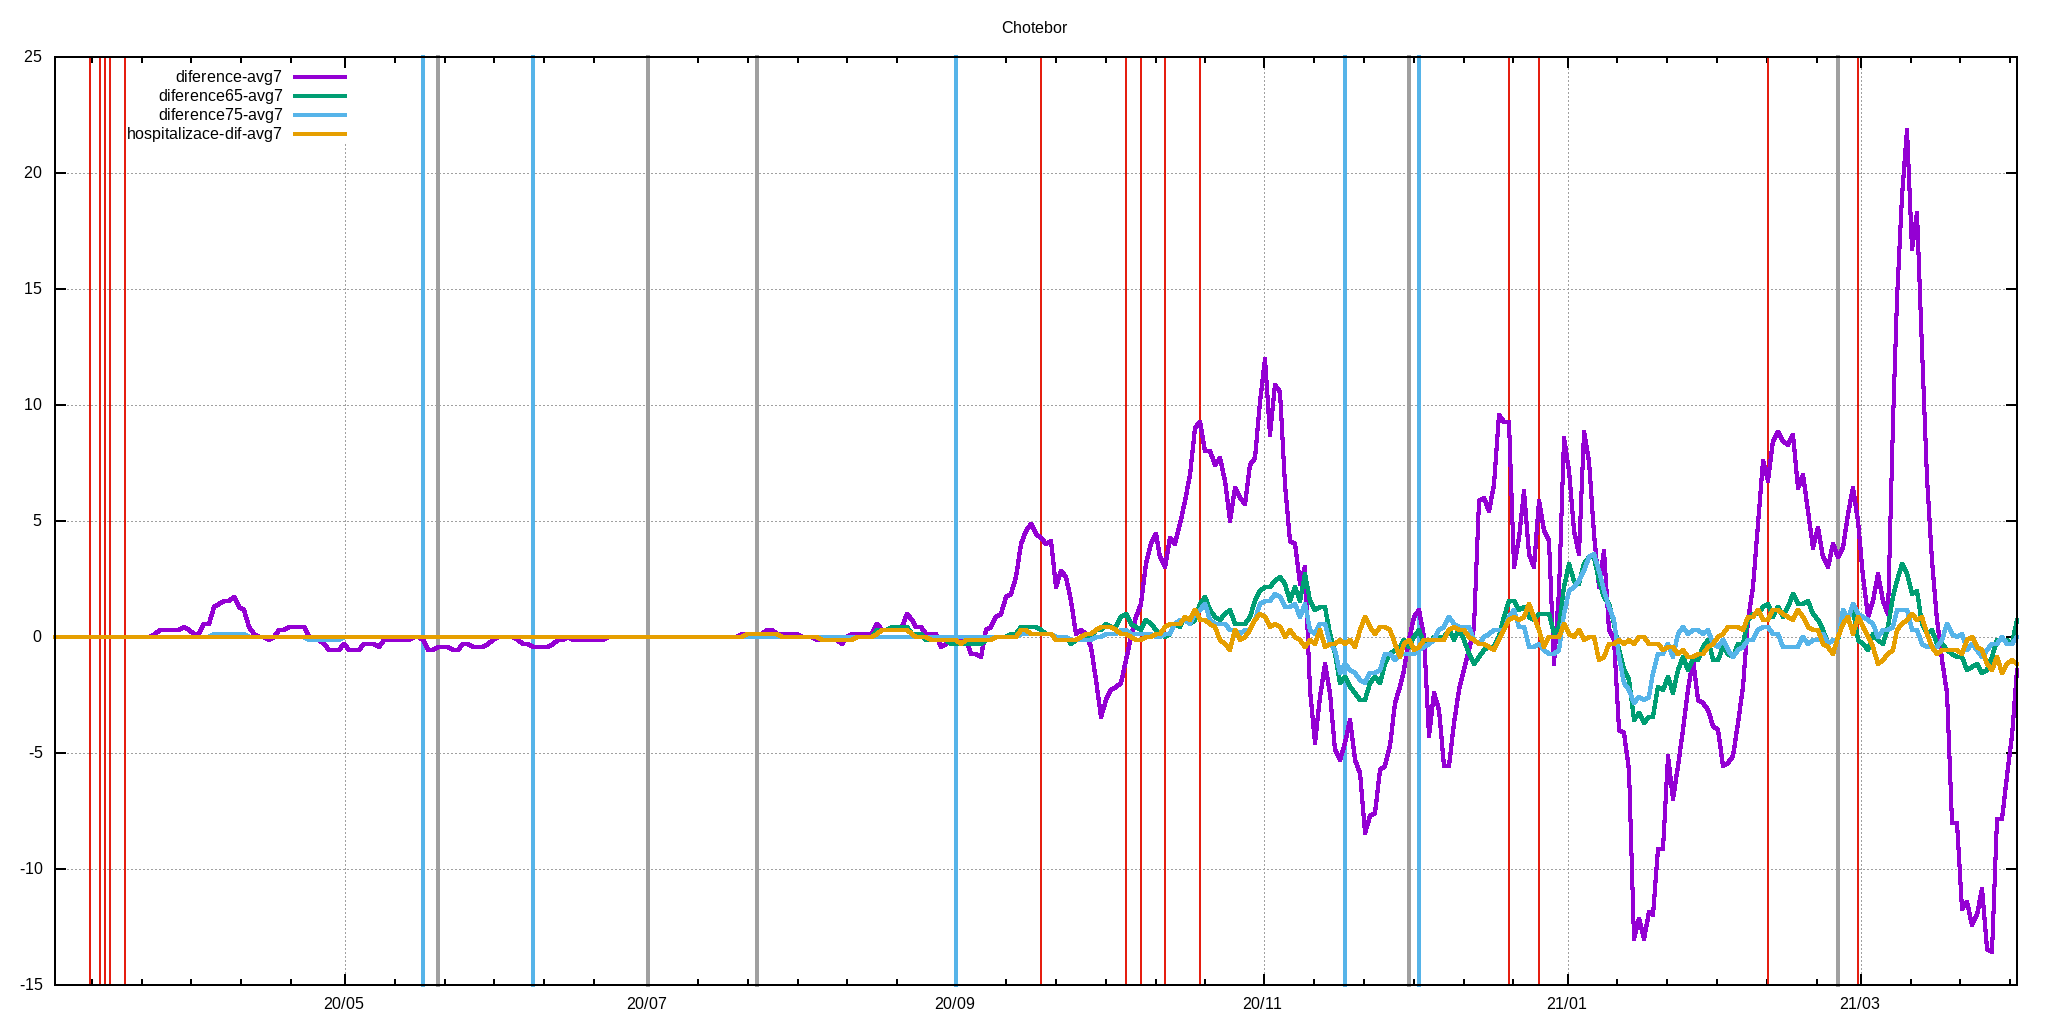 Chotebor
25
diference-avg7
diference65-avg7
diference75-avg7
hospitalizace-dif-avg7
20
15
10
5
0
-5
-10
-15
20/05 20/07 20/09 20/11 21/01 21/03